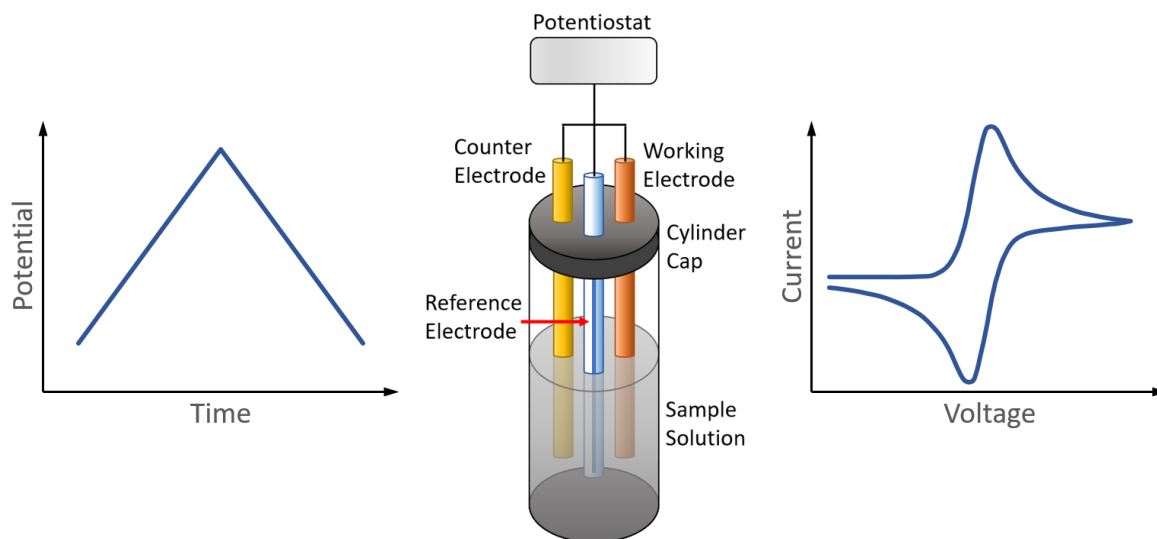 Potential
Time
Potentiostat
Counter
Electrode
Working
Electrode
Cylinder
Cap
Reference
Electrode
Sample
Solution
Current
Voltage